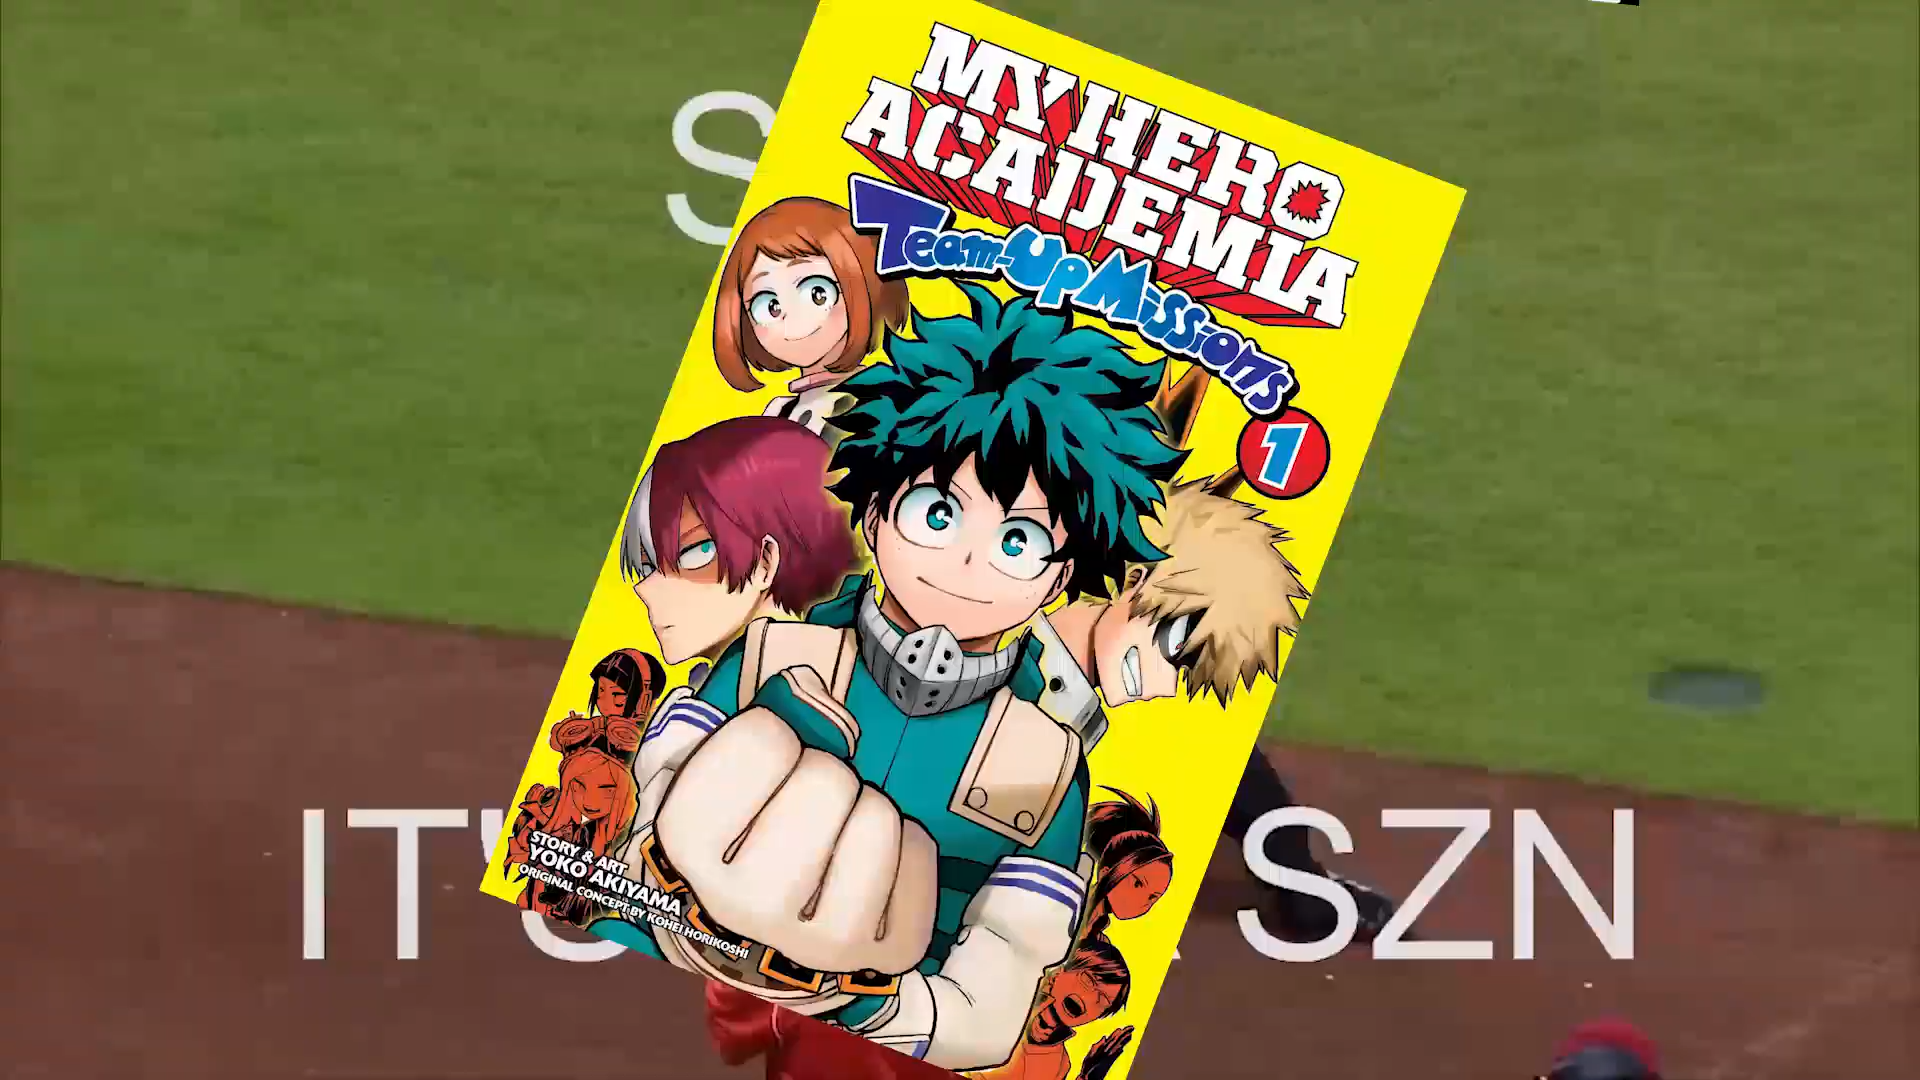 MY HERO
ACADEMIA
Team-Up Missions
1
STORY & ART
YOKO AKIYAMA
ORIGINAL CONCEPT BY KOHEI HORIKOSHI
S
IT'S
SZN